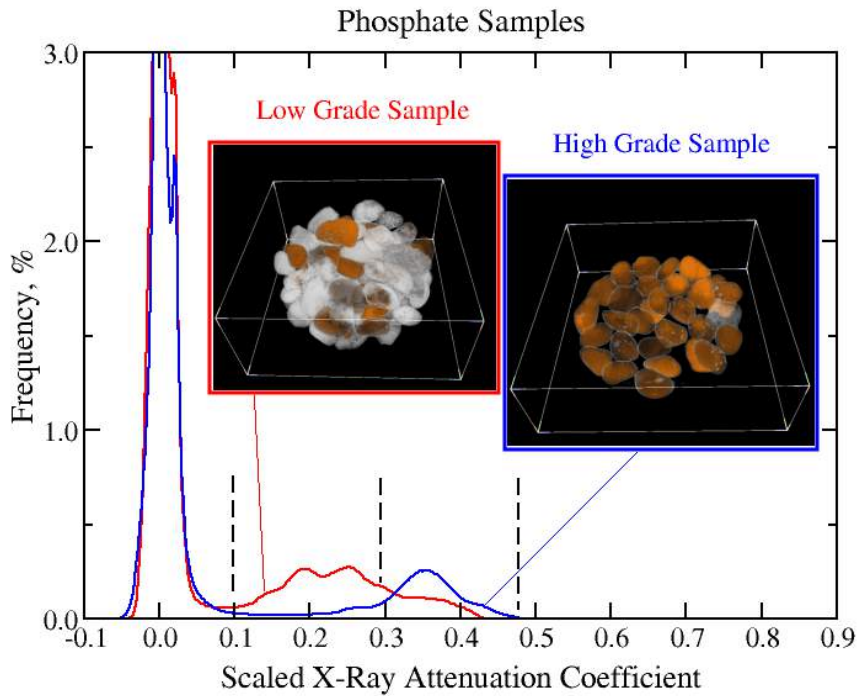 Phosphate Samples
3.0
Low Grade Sample
High Grade Sample
2.0
Frequency, %
1.0
0.0
-0.1 0.0 0.1 0.2 0.3 0.4 0.5 0.6 0.7 0.8 0.9
Scaled X-Ray Attenuation Coefficient